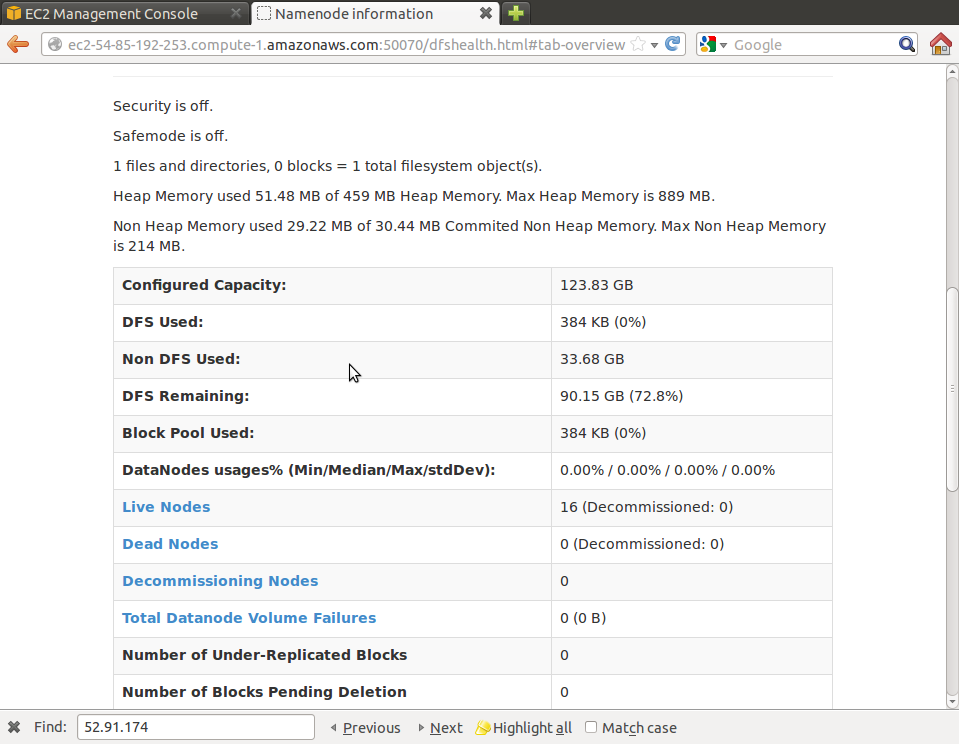 EC2 Management Console
Namenode information
ec2-54-85-192-253.compute-1.amazonaws.com:50070/dfshealth.html#tab-overview
Google
Security is off.
Safemode is off.
1 files and directories, 0 blocks = 1 total filesystem object(s).
Heap Memory used 51.48 MB of 459 MB Heap Memory. Max Heap Memory is 889 MB.
Non Heap Memory used 29.22 MB of 30.44 MB Commited Non Heap Memory. Max Non Heap Memory
is 214 MB.
Configured Capacity: 123.83 GB
DFS Used: 384 KB (0%)
Non DFS Used: 33.68 GB
DFS Remaining: 90.15 GB (72.8%)
Block Pool Used: 384 KB (0%)
DataNodes usages% (Min/Median/Max/stdDev): 0.00% / 0.00% / 0.00% / 0.00%
Live Nodes 16 (Decommissioned: 0)
Dead Nodes 0 (Decommissioned: 0)
Decommissioning Nodes 0
Total Datanode Volume Failures 0 (0 B)
Number of Under-Replicated Blocks 0
Number of Blocks Pending Deletion 0
Find: 52.91.174 Previous Next Highlight all Match case